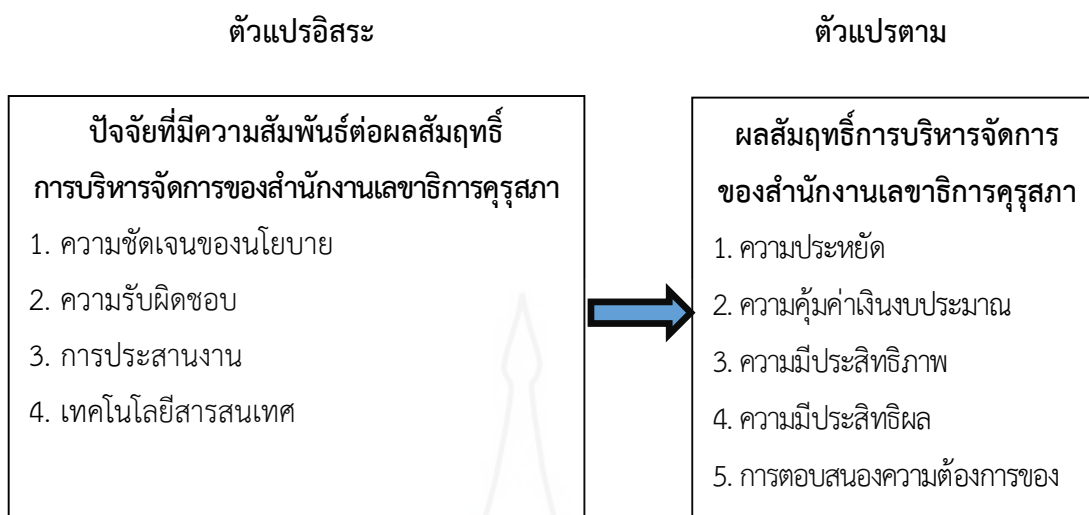 ตัวแปรอิสระ
ตัวแปรตาม
ปัจจัยที่มีความสัมพันธ์ต่อผลสัมฤทธิ์
การบริหารจัดการของสำนักงานเลขาธิการคุรุสภา
1. ความชัดเจนของนโยบาย
2. ความรับผิดชอบ
3. การประสานงาน
4. เทคโนโลยีสารสนเทศ
ผลสัมฤทธิ์การบริหารจัดการ
ของสำนักงานเลขาธิการคุรุสภา
1. ความประหยัด
2. ความคุ้มค่าเงินงบประมาณ
3. ความมีประสิทธิภาพ
4. ความมีประสิทธิผล
5. การตอบสนองความต้องการของ